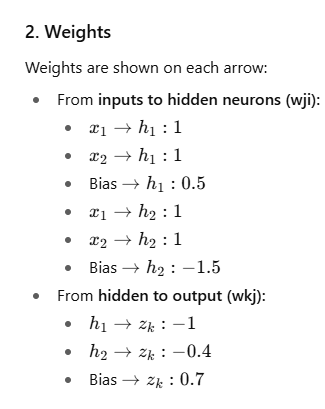 2. Weights
Weights are shown on each arrow:
• From inputs to hidden neurons (wji):
• x₁ → h₁ : 1
• x₂ → h₁ : 1
• Bias → h₁ : 0.5
• x₁ → h₂ : 1
• x₂ → h₂ : 1
• Bias → h₂ : −1.5
• From hidden to output (wkj):
• h₁ → zₖ : −1
• h₂ → zₖ : −0.4
• Bias → zₖ : 0.7